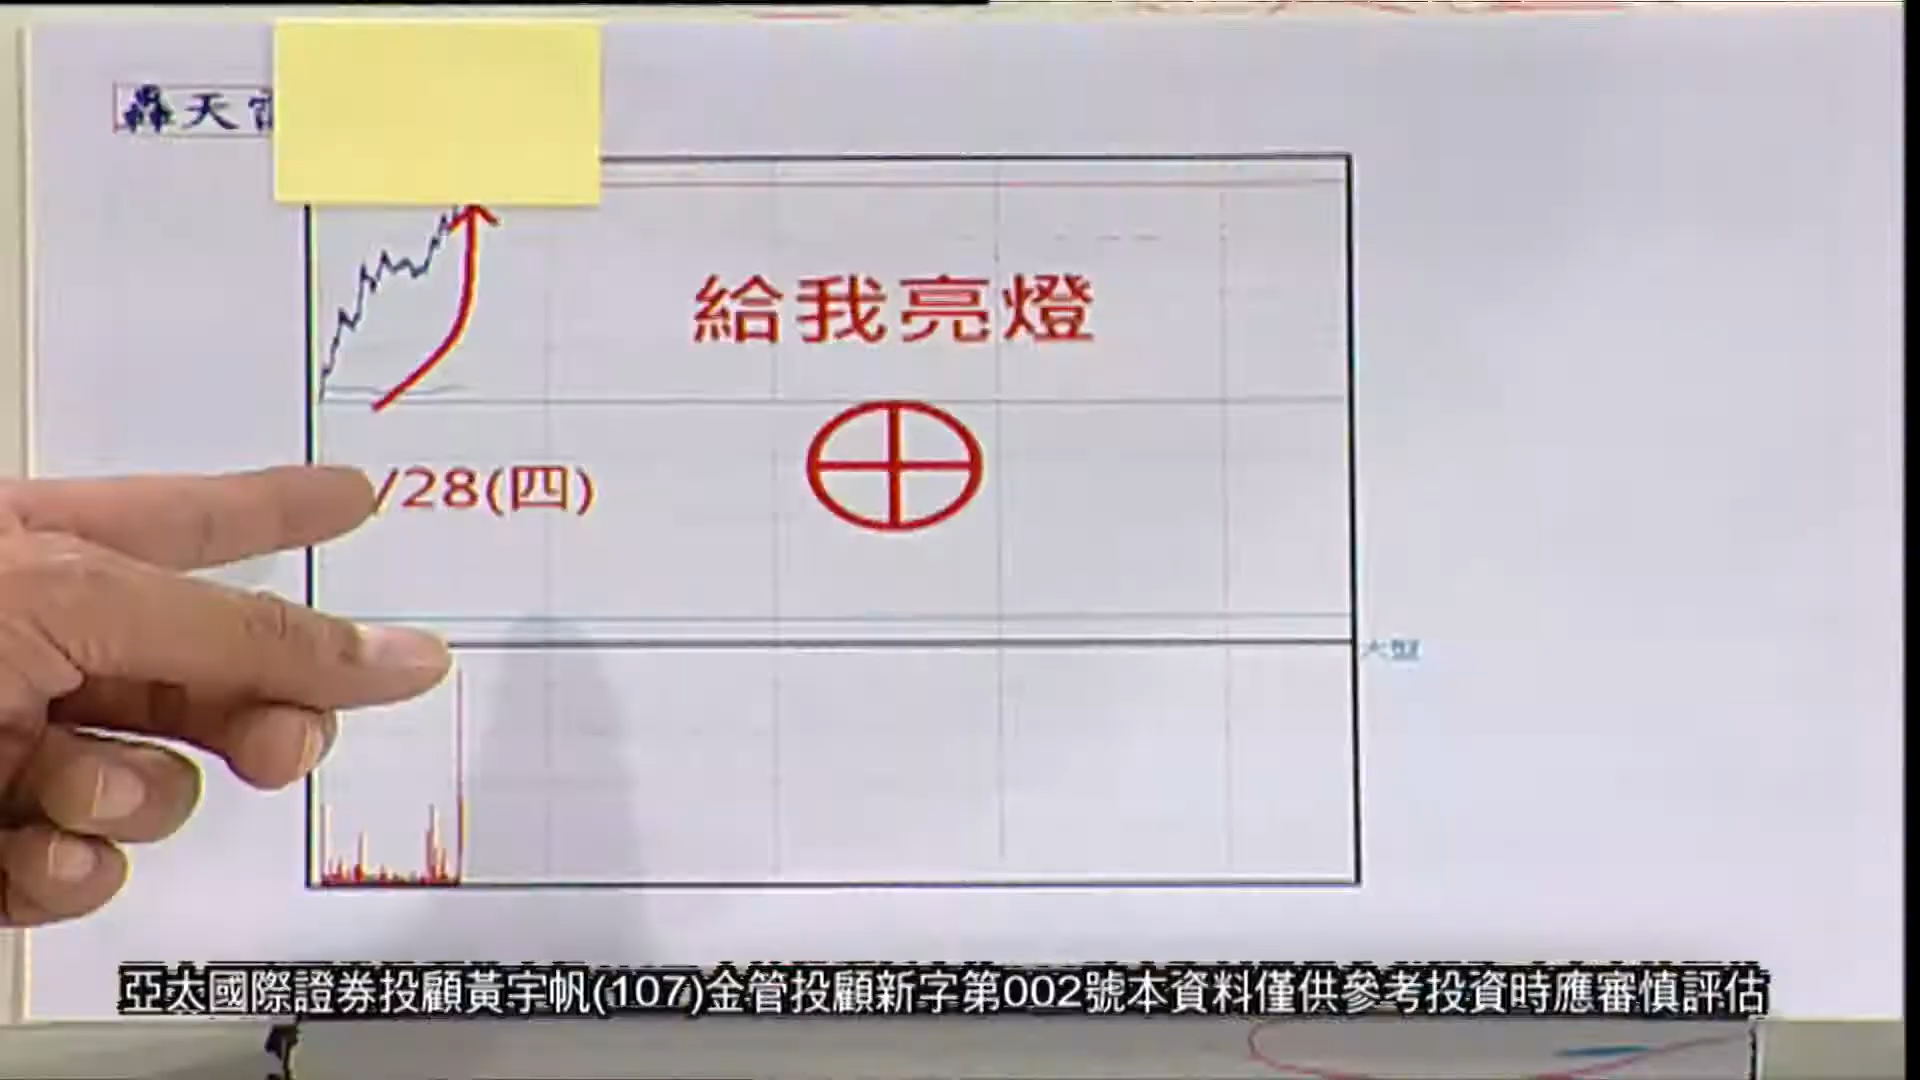 轟天雷
給我亮燈
/28(四)
大盤
亞太國際證券投顧黃宇帆(107)金管投顧新字第002號本資料僅供參考投資時應審慎評估